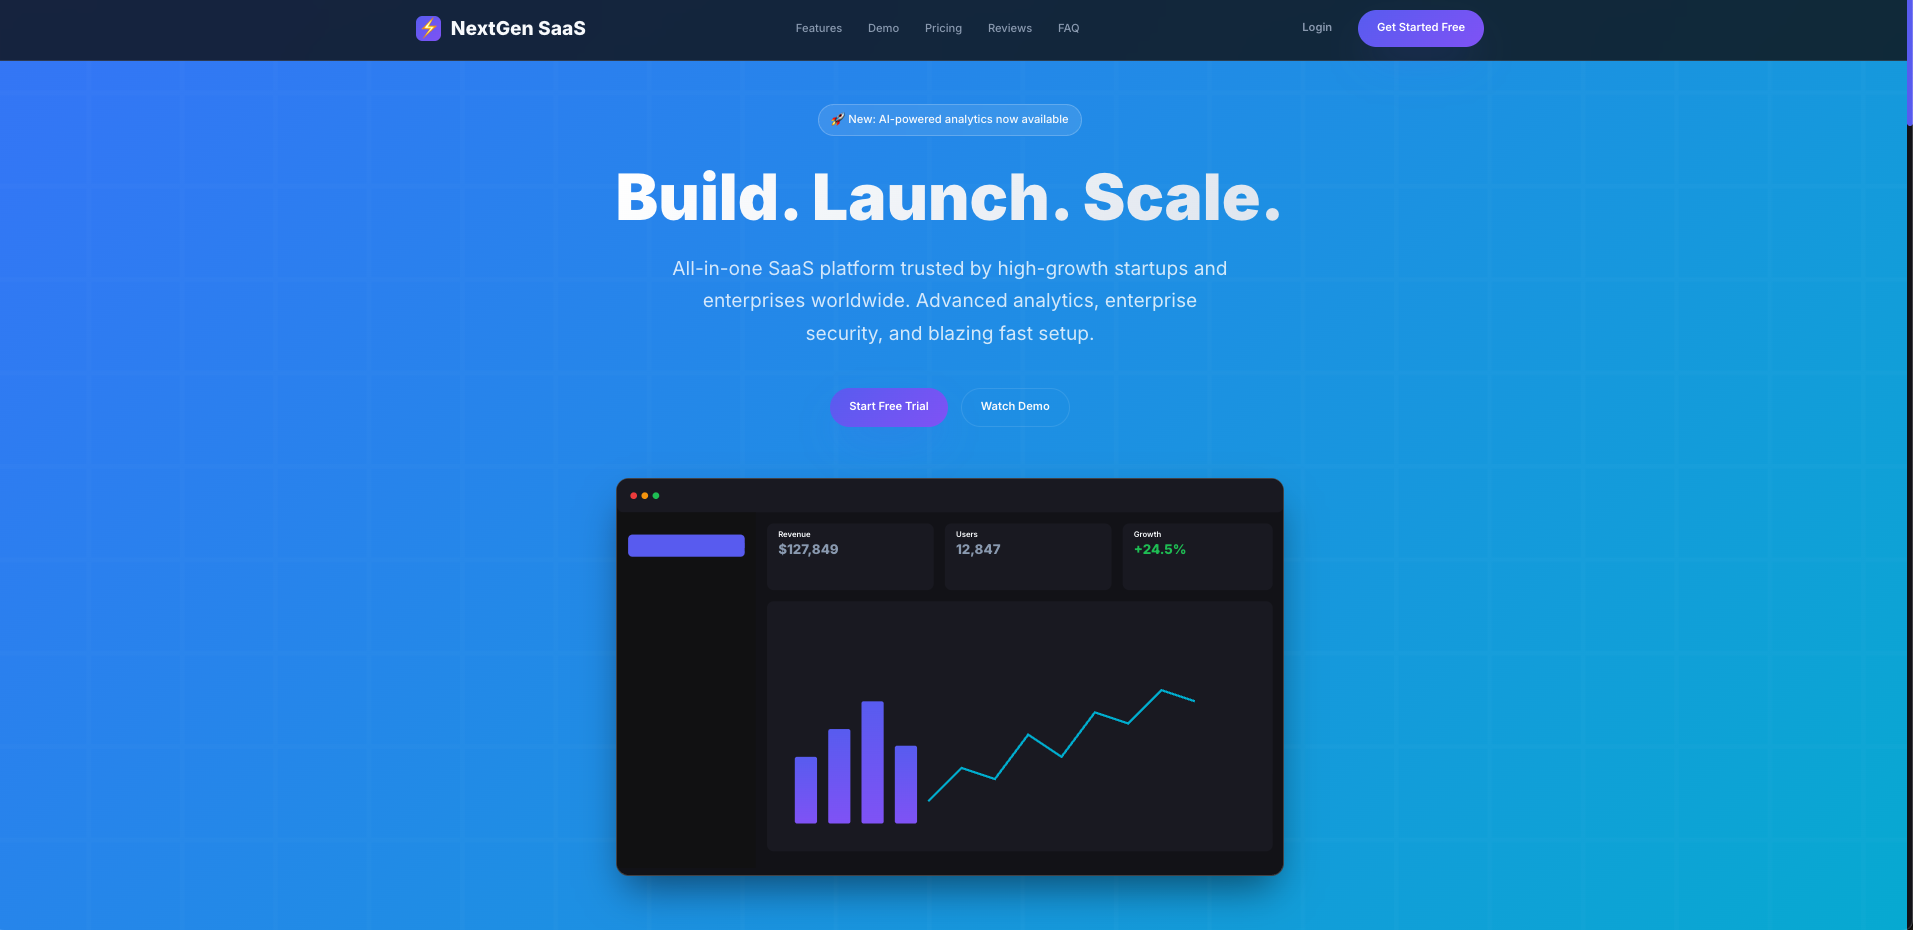 ⚡ NextGen SaaS
Features
Demo
Pricing
Reviews
FAQ
Login
Get Started Free
🚀 New: AI-powered analytics now available
Build. Launch. Scale.
All-in-one SaaS platform trusted by high-growth startups and
enterprises worldwide. Advanced analytics, enterprise
security, and blazing fast setup.
Start Free Trial
Watch Demo
Revenue
$127,849
Users
12,847
Growth
+24.5%